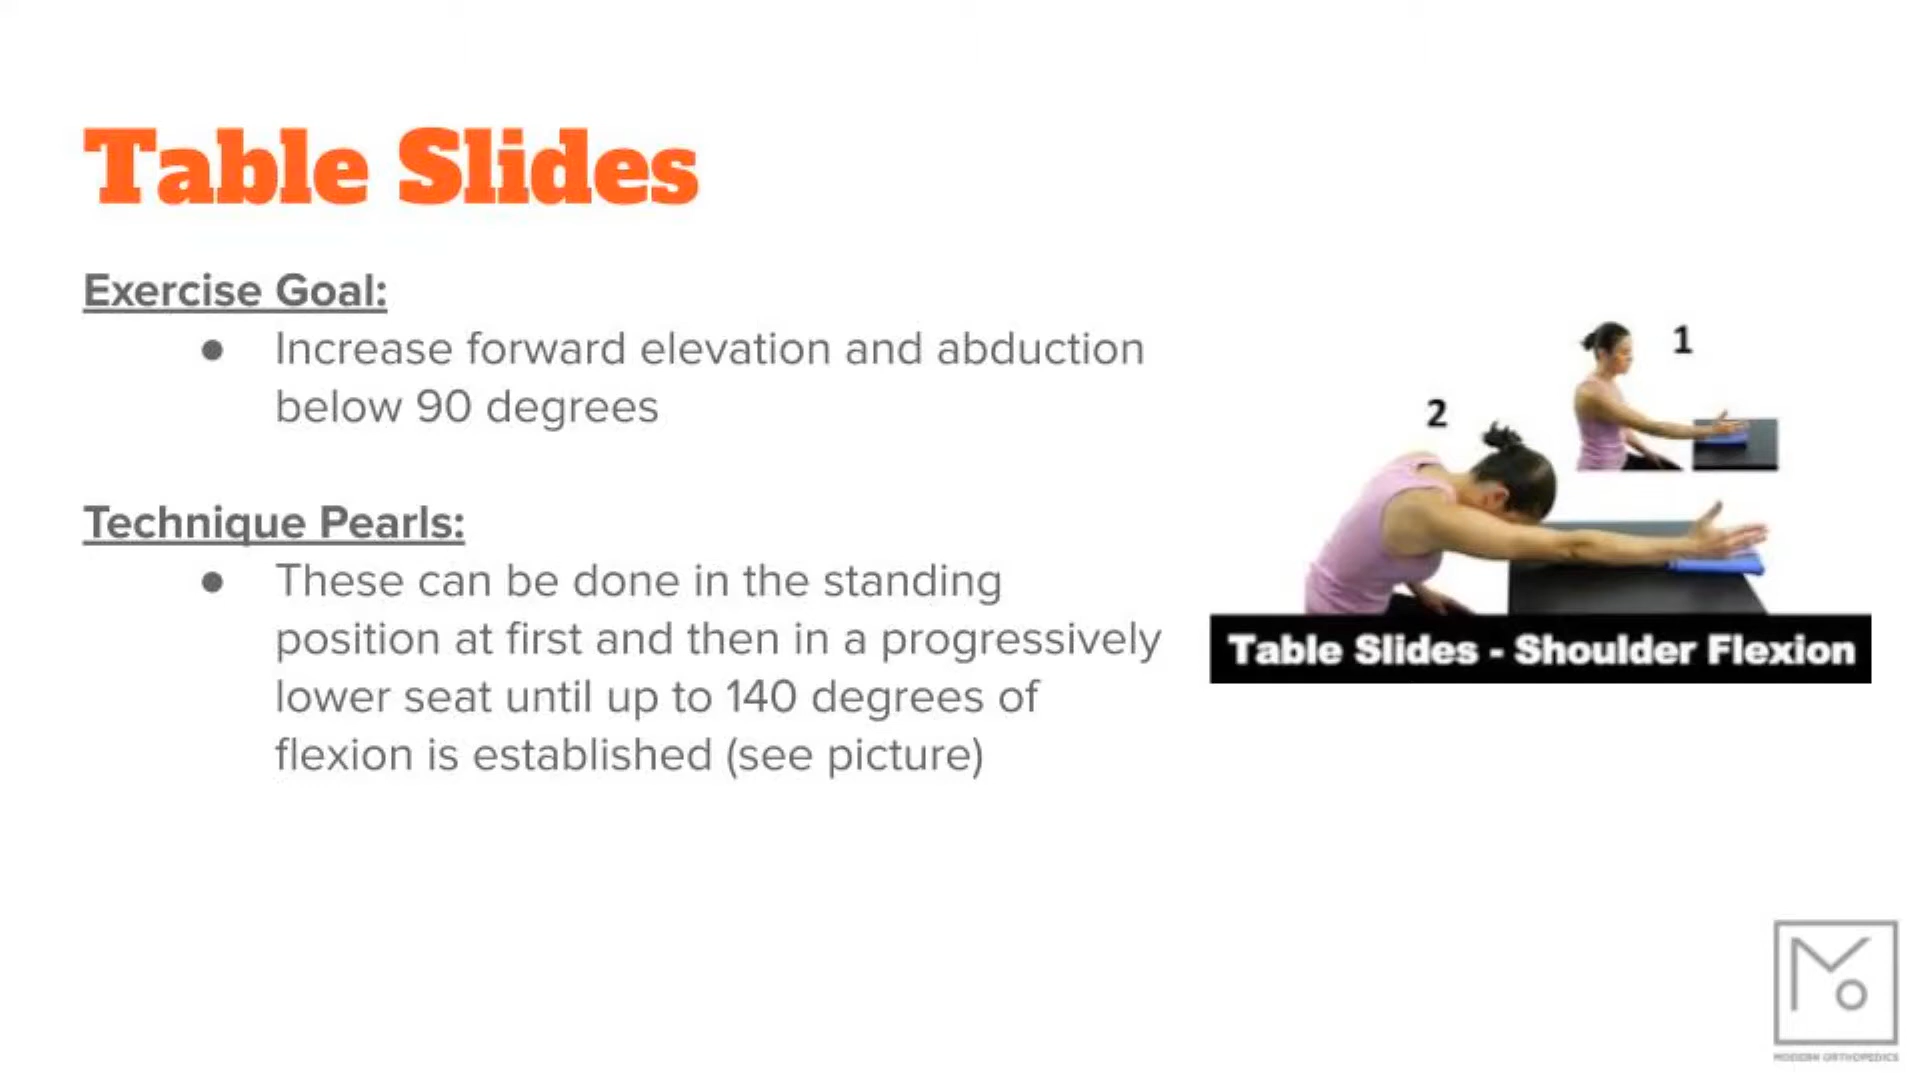 Table Slides
Exercise Goal:
● Increase forward elevation and abduction
below 90 degrees
Technique Pearls:
● These can be done in the standing
position at first and then in a progressively
lower seat until up to 140 degrees of
flexion is established (see picture)
1
2
Table Slides - Shoulder Flexion
MO
MODERN ORTHOPEDICS